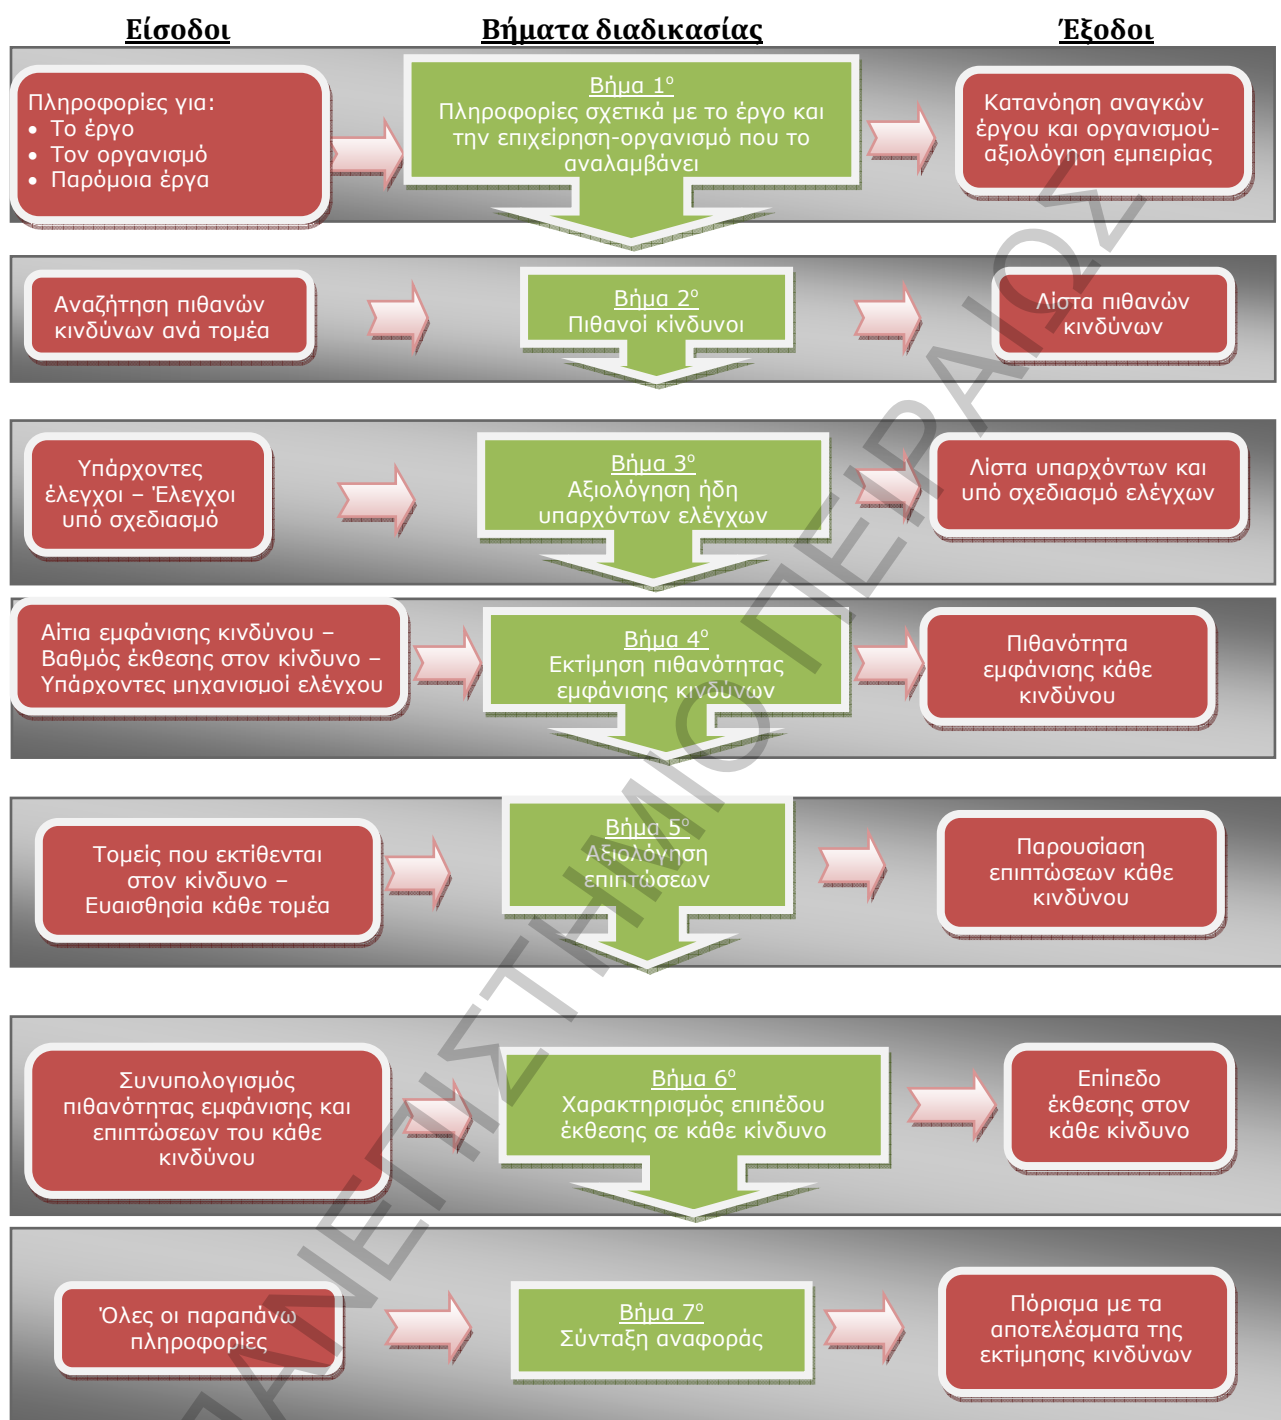 Είσοδοι
Βήματα διαδικασίας
Έξοδοι
Πληροφορίες για:
• Το έργο
• Τον οργανισμό
• Παρόμοια έργα
Βήμα 1ο
Πληροφορίες σχετικά με το έργο και
την επιχείρηση-οργανισμό που το
αναλαμβάνει
Κατανόηση αναγκών
έργου και οργανισμού-
αξιολόγηση εμπειρίας
Αναζήτηση πιθανών
κινδύνων ανά τομέα
Βήμα 2ο
Πιθανοί κίνδυνοι
Λίστα πιθανών
κινδύνων
Υπάρχοντες
έλεγχοι – Έλεγχοι
υπό σχεδιασμό
Βήμα 3ο
Αξιολόγηση ήδη
υπαρχόντων ελέγχων
Λίστα υπαρχόντων και
υπό σχεδιασμό ελέγχων
Αίτια εμφάνισης κινδύνου –
Βαθμός έκθεσης στον κίνδυνο –
Υπάρχοντες μηχανισμοί ελέγχου
Βήμα 4ο
Εκτίμηση πιθανότητας
εμφάνισης κινδύνων
Πιθανότητα
εμφάνισης κάθε
κινδύνου
Τομείς που εκτίθενται
στον κίνδυνο –
Ευαισθησία κάθε τομέα
Βήμα 5ο
Αξιολόγηση
επιπτώσεων
Παρουσίαση
επιπτώσεων κάθε
κινδύνου
Συνυπολογισμός
πιθανότητας εμφάνισης και
επιπτώσεων του κάθε
κινδύνου
Βήμα 6ο
Χαρακτηρισμός επιπέδου
έκθεσης σε κάθε κίνδυνο
Επίπεδο
έκθεσης στον
κάθε κίνδυνο
Όλες οι παραπάνω
πληροφορίες
Βήμα 7ο
Σύνταξη αναφοράς
Πόρισμα με τα
αποτελέσματα της
εκτίμησης κινδύνων
ΠΑΝΕΠΙΣΤΗΜΙΟ ΠΕΙΡΑΙΩΣ